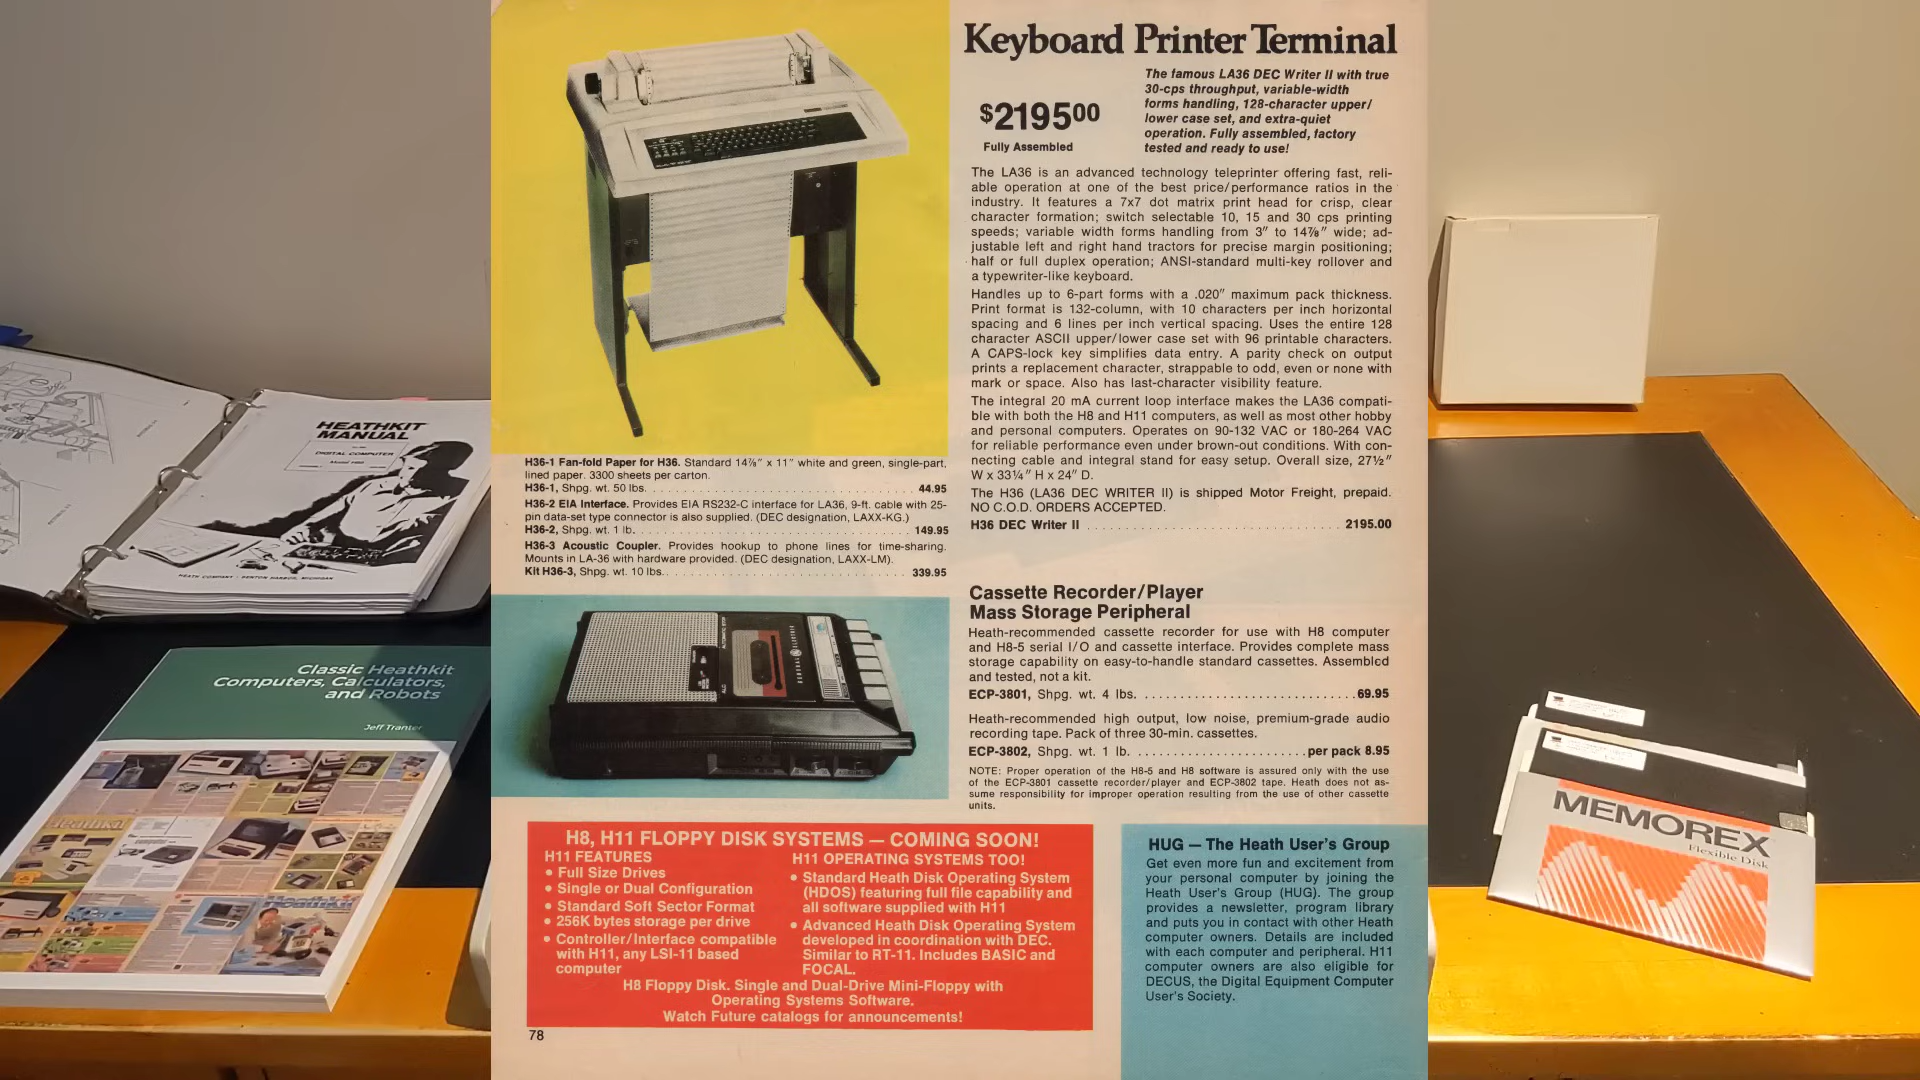 HEATHKIT
MANUAL
DIGITAL COMPUTER
HEATH COMPANY · BENTON HARBOR, MICHIGAN
Classic Heathkit
Computers, Calculators,
and Robots
Jeff Tranter
Keyboard Printer Terminal
The famous LA36 DEC Writer II with true
30-cps throughput, variable-width
forms handling, 128-character upper/
lower case set, and extra-quiet
operation. Fully assembled, factory
tested and ready to use!
$219500
Fully Assembled
The LA36 is an advanced technology teleprinter offering fast, reli-
able operation at one of the best price/performance ratios in the
industry. It features a 7x7 dot matrix print head for crisp, clear
character formation; switch selectable 10, 15 and 30 cps printing
speeds; variable width forms handling from 3" to 14⅞" wide; ad-
justable left and right hand tractors for precise margin positioning;
half or full duplex operation; ANSI-standard multi-key rollover and
a typewriter-like keyboard.
Handles up to 6-part forms with a .020" maximum pack thickness.
Print format is 132-column, with 10 characters per inch horizontal
spacing and 6 lines per inch vertical spacing. Uses the entire 128
character ASCII upper/lower case set with 96 printable characters.
A CAPS-lock key simplifies data entry. A parity check on output
prints a replacement character, strappable to odd, even or none with
mark or space. Also has last-character visibility feature.
The integral 20 mA current loop interface makes the LA36 compati-
ble with both the H8 and H11 computers, as well as most other hobby
and personal computers. Operates on 90-132 VAC or 180-264 VAC
for reliable performance even under brown-out conditions. With con-
necting cable and integral stand for easy setup. Overall size, 27½"
W x 33¼" H x 24" D.
The H36 (LA36 DEC WRITER II) is shipped Motor Freight, prepaid.
NO C.O.D. ORDERS ACCEPTED.
H36 DEC Writer II . . . . . . . . . . . . . . . . . . . . 2195.00
H36-1 Fan-fold Paper for H36. Standard 14⅞" x 11" white and green, single-part,
lined paper. 3300 sheets per carton.
H36-1, Shpg. wt. 50 lbs. . . . . . . . . . . . . . . . . . . . . 44.95
H36-2 EIA Interface. Provides EIA RS232-C interface for LA36, 9-ft. cable with 25-
pin data-set type connector is also supplied. (DEC designation, LAXX-KG.)
H36-2, Shpg. wt. 1 lb. . . . . . . . . . . . . . . . . . . . . 149.95
H36-3 Acoustic Coupler. Provides hookup to phone lines for time-sharing.
Mounts in LA-36 with hardware provided. (DEC designation, LAXX-LM).
Kit H36-3, Shpg. wt. 10 lbs. . . . . . . . . . . . . . . . . . . . . 339.95
Cassette Recorder/Player
Mass Storage Peripheral
Heath-recommended cassette recorder for use with H8 computer
and H8-5 serial I/O and cassette interface. Provides complete mass
storage capability on easy-to-handle standard cassettes. Assembled
and tested, not a kit.
ECP-3801, Shpg. wt. 4 lbs. . . . . . . . . . . . . . . . . . . . . 69.95
Heath-recommended high output, low noise, premium-grade audio
recording tape. Pack of three 30-min. cassettes.
ECP-3802, Shpg. wt. 1 lb. . . . . . . . . . . . . . . . . per pack 8.95
NOTE: Proper operation of the H8-5 and H8 software is assured only with the use
of the ECP-3801 cassette recorder/player and ECP-3802 tape. Heath does not as-
sume responsibility for improper operation resulting from the use of other cassette
units.
H8, H11 FLOPPY DISK SYSTEMS — COMING SOON!
H11 FEATURES
• Full Size Drives
• Single or Dual Configuration
• Standard Soft Sector Format
• 256K bytes storage per drive
• Controller/Interface compatible
with H11, any LSI-11 based
computer
H11 OPERATING SYSTEMS TOO!
• Standard Heath Disk Operating System
(HDOS) featuring full file capability and
all software supplied with H11
• Advanced Heath Disk Operating System
developed in coordination with DEC.
Similar to RT-11. Includes BASIC and
FOCAL.
H8 Floppy Disk. Single and Dual-Drive Mini-Floppy with
Operating Systems Software.
Watch Future catalogs for announcements!
78
HUG — The Heath User's Group
Get even more fun and excitement from
your personal computer by joining the
Heath User's Group (HUG). The group
provides a newsletter, program library
and puts you in contact with other Heath
computer owners. Details are included
with each computer and peripheral. H11
computer owners are also eligible for
DECUS, the Digital Equipment Computer
User's Society.
MEMOREX
Flexible Disk